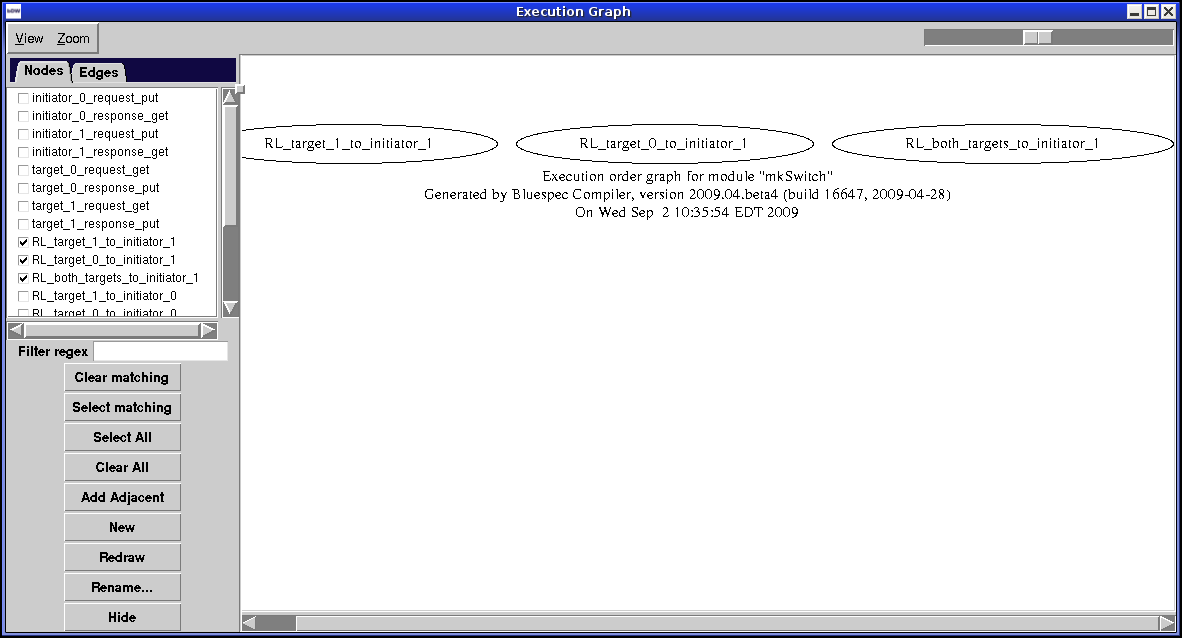 Execution Graph
View Zoom
Nodes Edges
initiator_0_request_put
initiator_0_response_get
initiator_1_request_put
initiator_1_response_get
target_0_request_get
target_0_response_put
target_1_request_get
target_1_response_put
RL_target_1_to_initiator_1
RL_target_0_to_initiator_1
RL_both_targets_to_initiator_1
RL_target_1_to_initiator_0
RL_target_0_to_initiator_0
Filter regex
Clear matching
Select matching
Select All
Clear All
Add Adjacent
New
Redraw
Rename...
Hide
RL_target_1_to_initiator_1 RL_target_0_to_initiator_1 RL_both_targets_to_initiator_1
Execution order graph for module "mkSwitch"
Generated by Bluespec Compiler, version 2009.04.beta4 (build 16647, 2009-04-28)
On Wed Sep  2 10:35:54 EDT 2009